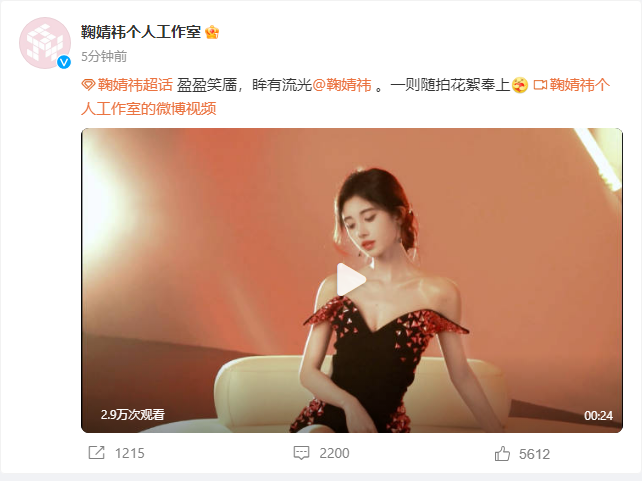 鞠婧祎个人工作室
5分钟前
鞠婧祎超话 盈盈笑靥，眸有流光@鞠婧祎 。一则随拍花絮奉上 鞠婧祎个
人工作室的微博视频
2.9万次观看
00:24
1215
2200
5612